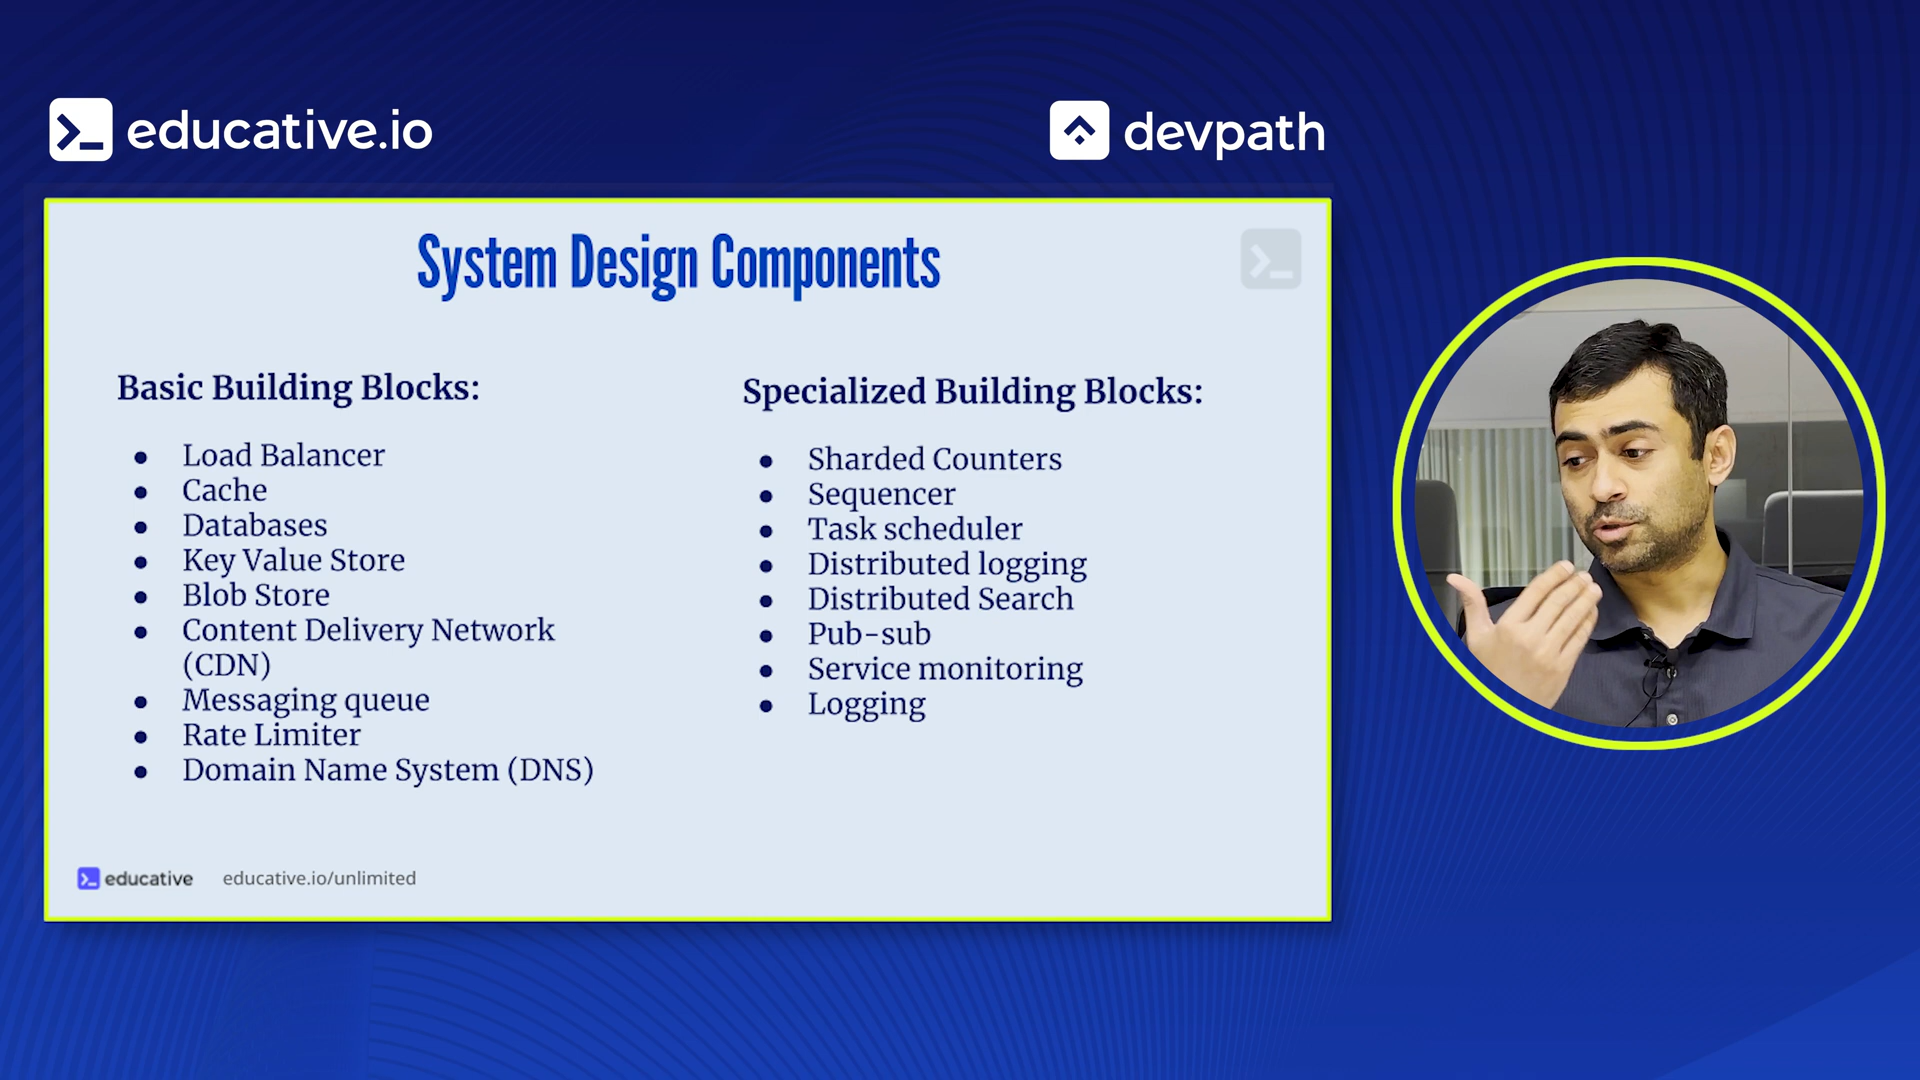 educative.io
devpath
System Design Components
Basic Building Blocks:
● Load Balancer
● Cache
● Databases
● Key Value Store
● Blob Store
● Content Delivery Network
(CDN)
● Messaging queue
● Rate Limiter
● Domain Name System (DNS)
Specialized Building Blocks:
● Sharded Counters
● Sequencer
● Task scheduler
● Distributed logging
● Distributed Search
● Pub-sub
● Service monitoring
● Logging
educative educative.io/unlimited